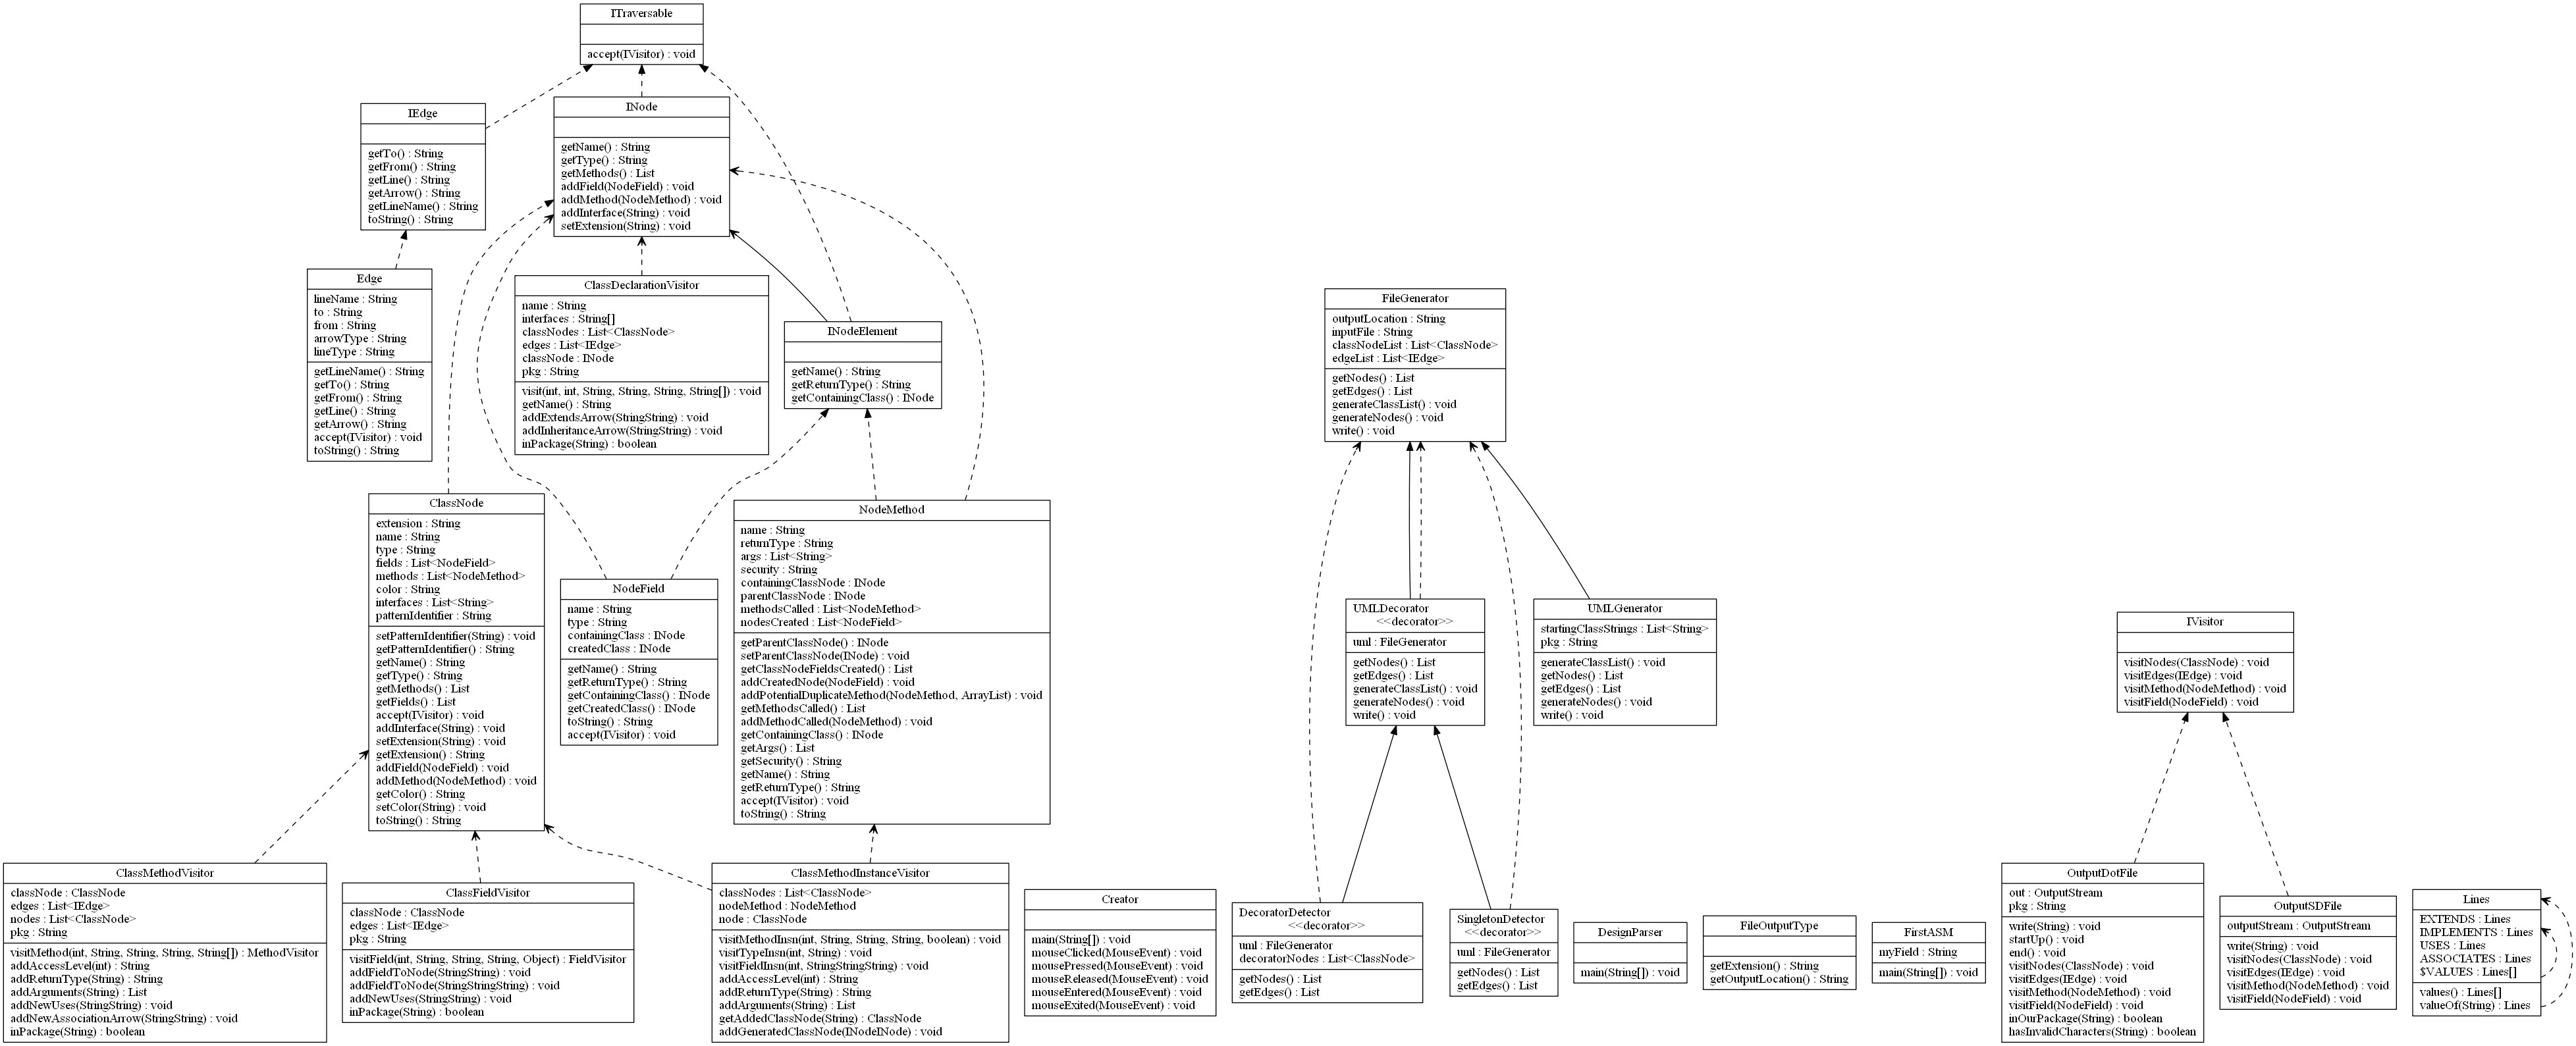 ITraversable
accept(IVisitor) : void
IEdge
getTo() : String
getFrom() : String
getLine() : String
getArrow() : String
getLineName() : String
toString() : String
INode
getName() : String
getType() : String
getMethods() : List
addField(NodeField) : void
addMethod(NodeMethod) : void
addInterface(String) : void
setExtension(String) : void
Edge
lineName : String
to : String
from : String
arrowType : String
lineType : String
getLineName() : String
getTo() : String
getFrom() : String
getLine() : String
getArrow() : String
accept(IVisitor) : void
toString() : String
ClassDeclarationVisitor
name : String
interfaces : String[]
classNodes : List<ClassNode>
edges : List<IEdge>
classNode : INode
pkg : String
visit(int, int, String, String, String, String[]) : void
getName() : String
addExtendsArrow(StringString) : void
addInheritanceArrow(StringString) : void
inPackage(String) : boolean
INodeElement
getName() : String
getReturnType() : String
getContainingClass() : INode
FileGenerator
outputLocation : String
inputFile : String
classNodeList : List<ClassNode>
edgeList : List<IEdge>
getNodes() : List
getEdges() : List
generateClassList() : void
generateNodes() : void
write() : void
ClassNode
extension : String
name : String
type : String
fields : List<NodeField>
methods : List<NodeMethod>
color : String
interfaces : List<String>
patternIdentifier : String
setPatternIdentifier(String) : void
getPatternIdentifier() : String
getName() : String
getType() : String
getMethods() : List
getFields() : List
accept(IVisitor) : void
addInterface(String) : void
setExtension(String) : void
getExtension() : String
addField(NodeField) : void
addMethod(NodeMethod) : void
getColor() : String
setColor(String) : void
toString() : String
NodeField
name : String
type : String
containingClass : INode
createdClass : INode
getName() : String
getReturnType() : String
getContainingClass() : INode
getCreatedClass() : INode
toString() : String
accept(IVisitor) : void
NodeMethod
name : String
returnType : String
args : List<String>
security : String
containingClassNode : INode
parentClassNode : INode
methodsCalled : List<NodeMethod>
nodesCreated : List<NodeField>
getParentClassNode() : INode
setParentClassNode(INode) : void
getClassNodeFieldsCreated() : List
addCreatedNode(NodeField) : void
addPotentialDuplicateMethod(NodeMethod, ArrayList) : void
getMethodsCalled() : List
addMethodCalled(NodeMethod) : void
getContainingClass() : INode
getArgs() : List
getSecurity() : String
getName() : String
getReturnType() : String
accept(IVisitor) : void
toString() : String
UMLDecorator
<<decorator>>
uml : FileGenerator
getNodes() : List
getEdges() : List
generateClassList() : void
generateNodes() : void
write() : void
UMLGenerator
startingClassStrings : List<String>
pkg : String
generateClassList() : void
getNodes() : List
getEdges() : List
generateNodes() : void
write() : void
IVisitor
visitNodes(ClassNode) : void
visitEdges(IEdge) : void
visitMethod(NodeMethod) : void
visitField(NodeField) : void
ClassMethodVisitor
classNode : ClassNode
edges : List<IEdge>
nodes : List<ClassNode>
pkg : String
visitMethod(int, String, String, String, String[]) : MethodVisitor
addAccessLevel(int) : String
addReturnType(String) : String
addArguments(String) : List
addNewUses(StringString) : void
addNewAssociationArrow(StringString) : void
inPackage(String) : boolean
ClassFieldVisitor
classNode : ClassNode
edges : List<IEdge>
pkg : String
visitField(int, String, String, String, Object) : FieldVisitor
addFieldToNode(StringString) : void
addFieldToNode(StringStringString) : void
addNewUses(StringString) : void
inPackage(String) : boolean
ClassMethodInstanceVisitor
classNodes : List<ClassNode>
nodeMethod : NodeMethod
node : ClassNode
visitMethodInsn(int, String, String, String, boolean) : void
visitTypeInsn(int, String) : void
visitFieldInsn(int, StringStringString) : void
addAccessLevel(int) : String
addReturnType(String) : String
addArguments(String) : List
getAddedClassNode(String) : ClassNode
addGeneratedClassNode(INodeINode) : void
Creator
main(String[]) : void
mouseClicked(MouseEvent) : void
mousePressed(MouseEvent) : void
mouseReleased(MouseEvent) : void
mouseEntered(MouseEvent) : void
mouseExited(MouseEvent) : void
DecoratorDetector
<<decorator>>
uml : FileGenerator
decoratorNodes : List<ClassNode>
getNodes() : List
getEdges() : List
SingletonDetector
<<decorator>>
uml : FileGenerator
getNodes() : List
getEdges() : List
DesignParser
main(String[]) : void
FileOutputType
getExtension() : String
getOutputLocation() : String
FirstASM
myField : String
main(String[]) : void
OutputDotFile
out : OutputStream
pkg : String
write(String) : void
startUp() : void
end() : void
visitNodes(ClassNode) : void
visitEdges(IEdge) : void
visitMethod(NodeMethod) : void
visitField(NodeField) : void
inOurPackage(String) : boolean
hasInvalidCharacters(String) : boolean
OutputSDFile
outputStream : OutputStream
write(String) : void
visitNodes(ClassNode) : void
visitEdges(IEdge) : void
visitMethod(NodeMethod) : void
visitField(NodeField) : void
Lines
EXTENDS : Lines
IMPLEMENTS : Lines
USES : Lines
ASSOCIATES : Lines
$VALUES : Lines[]
values() : Lines[]
valueOf(String) : Lines